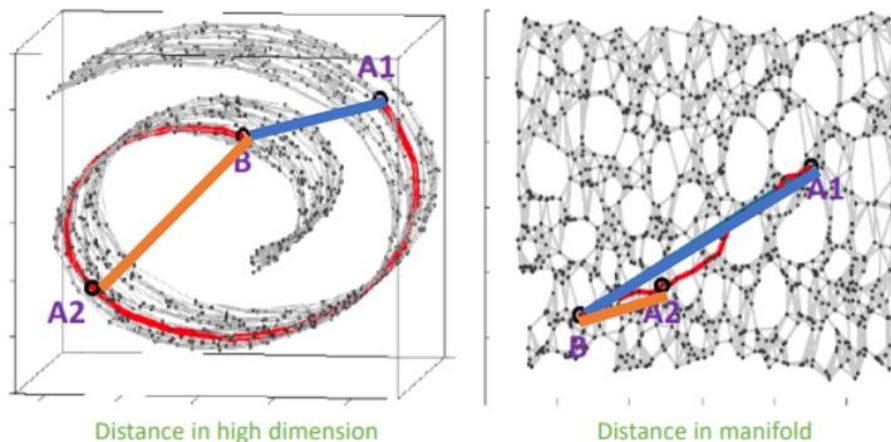 A1
B
A2
A1
A2
B
Distance in high dimension
Distance in manifold